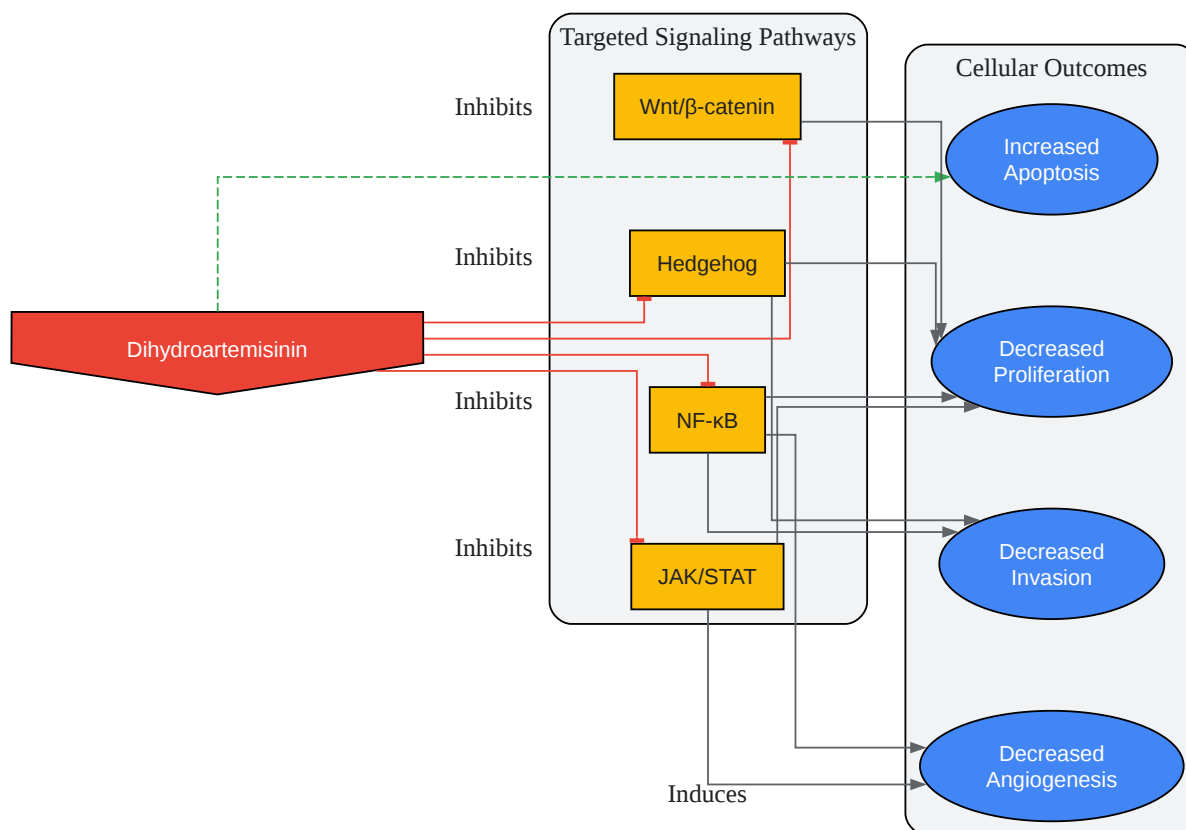 Targeted Signaling Pathways
Cellular Outcomes
Inhibits
Wnt/β-catenin
Increased
Apoptosis
Inhibits
Hedgehog
Dihydroartemisinin
Decreased
Proliferation
Inhibits
NF-κB
Inhibits
JAK/STAT
Decreased
Invasion
Decreased
Angiogenesis
Induces